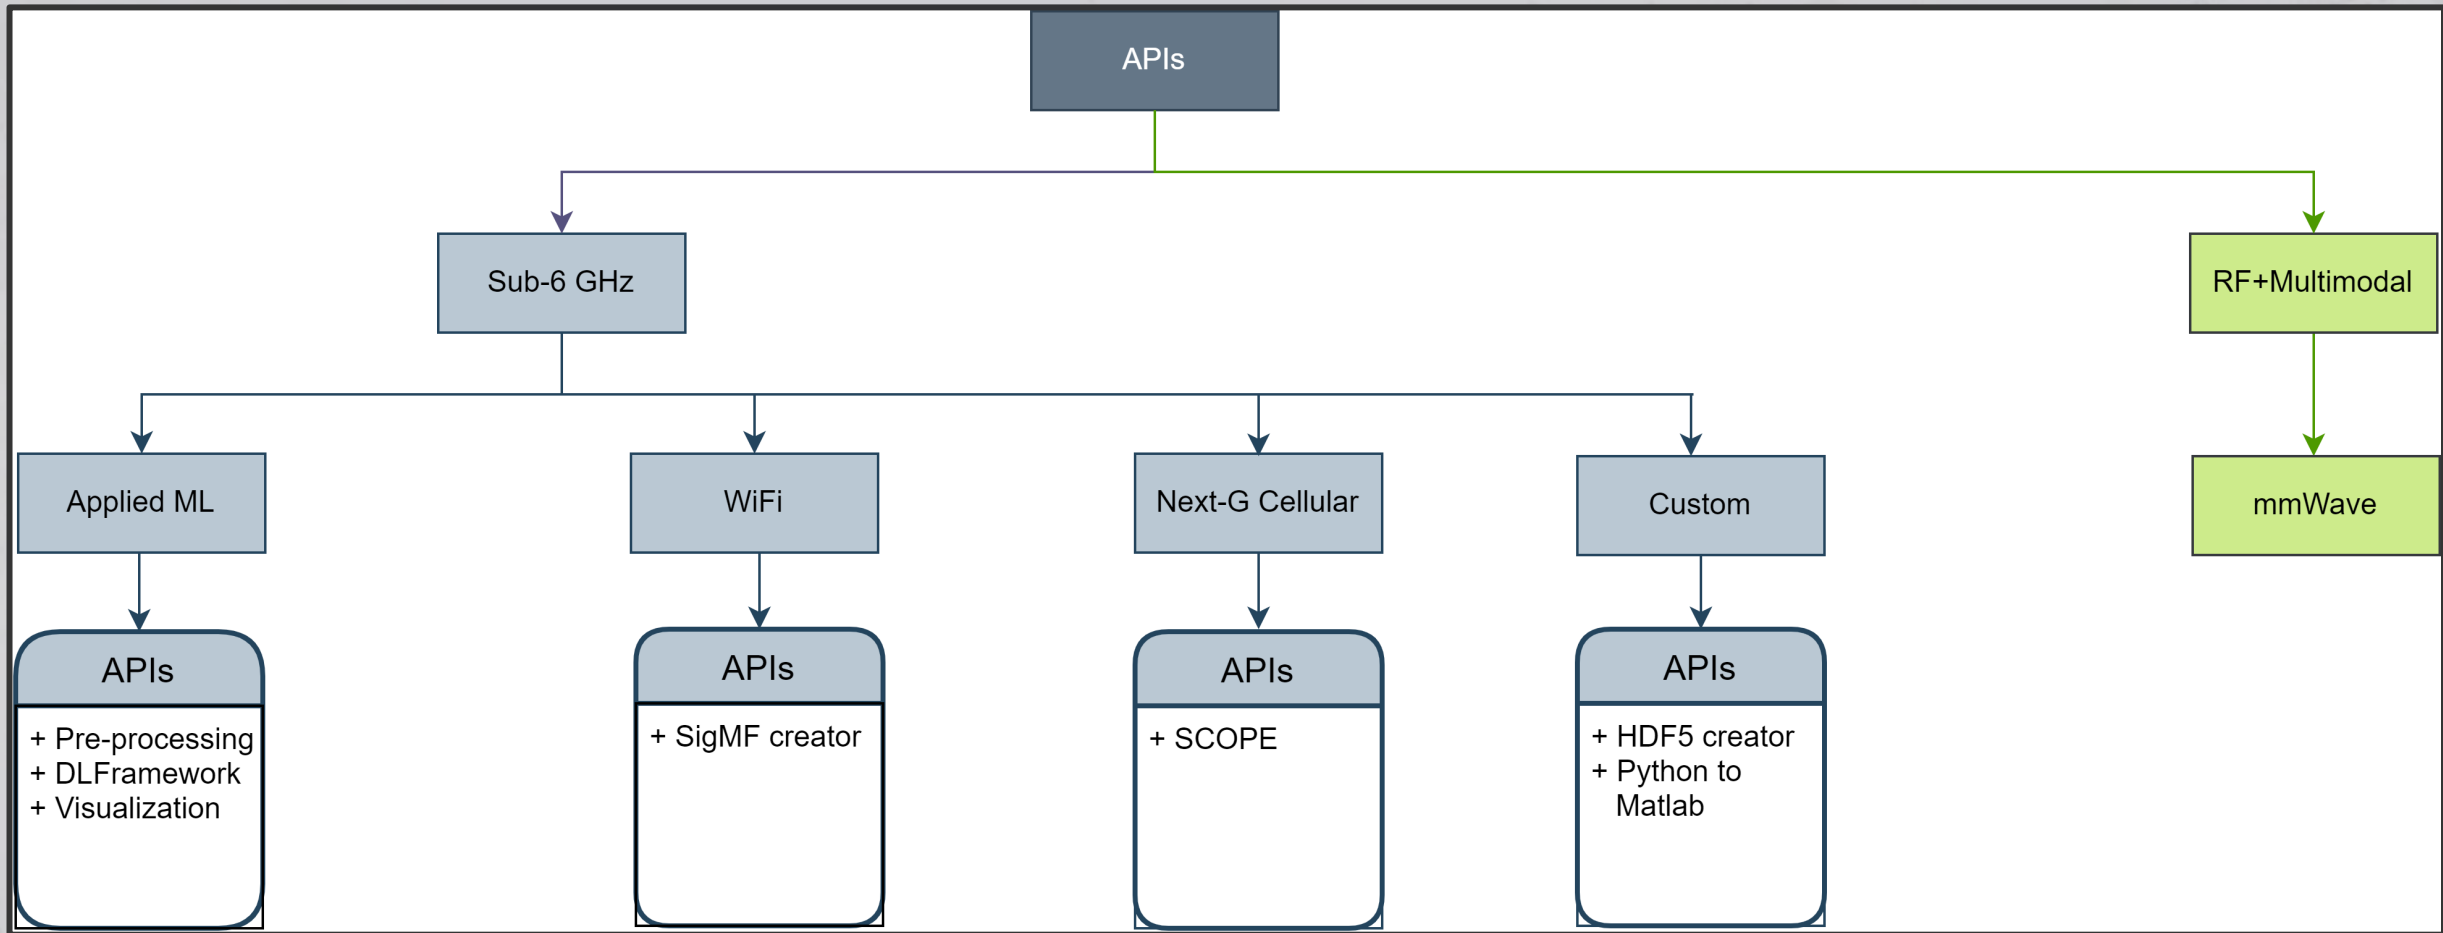 APIs
Sub-6 GHz
RF+Multimodal
Applied ML
WiFi
Next-G Cellular
Custom
mmWave
APIs
+ Pre-processing
+ DLFramework
+ Visualization
APIs
+ SigMF creator
APIs
+ SCOPE
APIs
+ HDF5 creator
+ Python to
Matlab